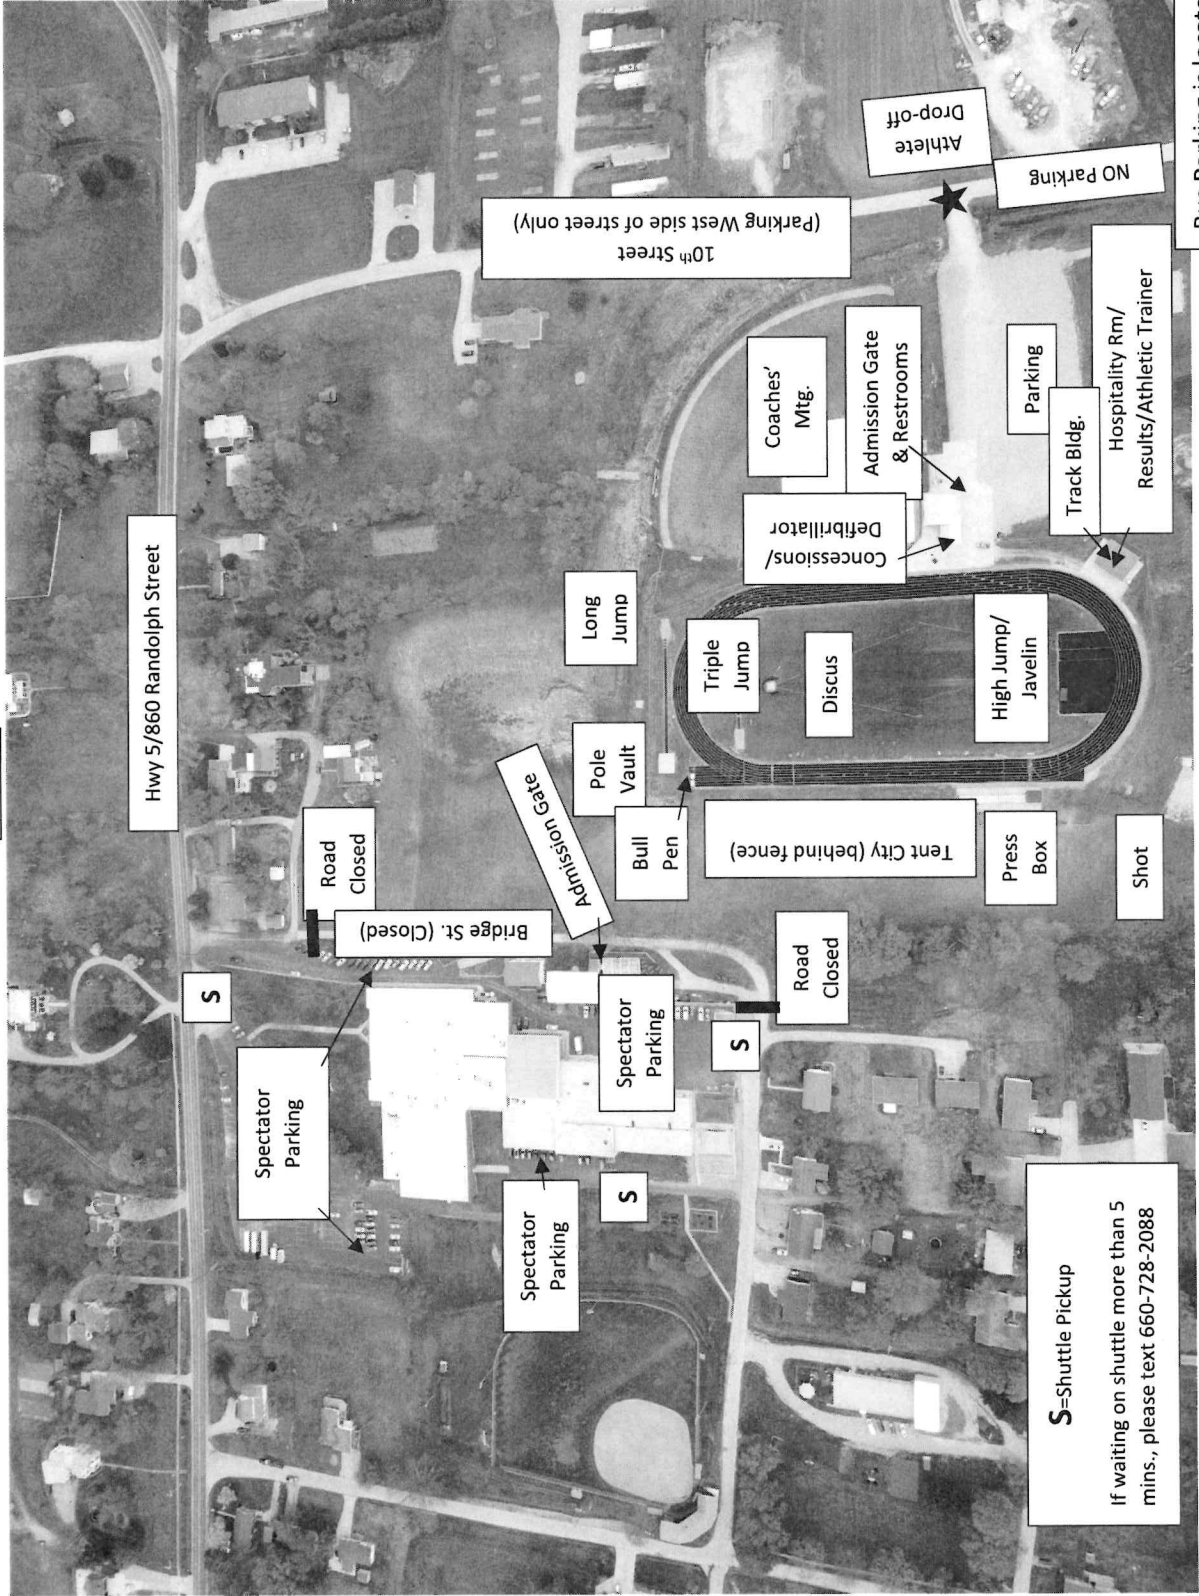 Hwy 5/860 Randolph Street
S
Spectator
Parking
Road
Closed
Bridge St. (Closed)
10th Street
(Parking West side of street only)
Spectator
Parking
Admission Gate
Long
Jump
Pole
Vault
S
Spectator
Parking
Bull
Pen
Triple
Jump
Tent City (behind fence)
S
Coaches'
Mtg.
Concessions/
Defibrillator
Discus
Road
Closed
Admission Gate
& Restrooms
Athlete
Drop-off
High Jump/
Javelin
Press
Box
NO Parking
Parking
Track Bldg.
Hospitality Rm/
Results/Athletic Trainer
Shot
S=Shuttle Pickup
If waiting on shuttle more than 5
mins., please text 660-728-2088
Parking is